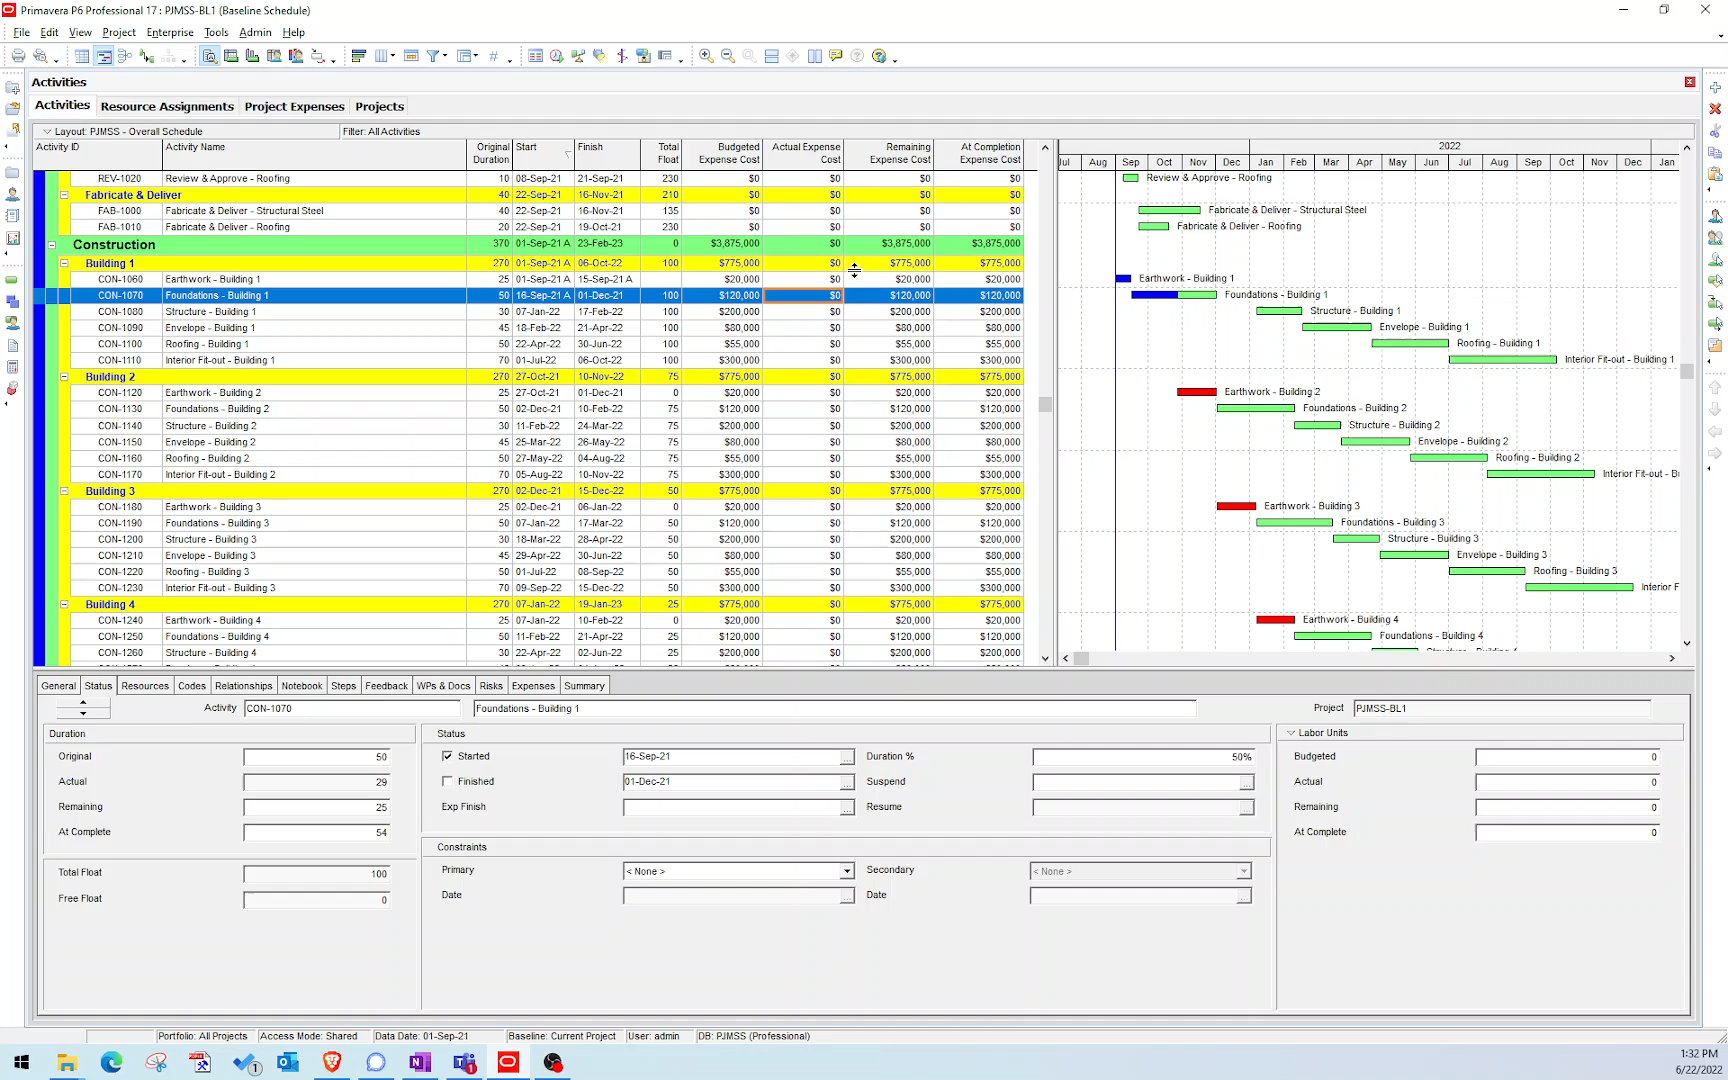 Primavera P6 Professional 17 : PJMSS-BL1 (Baseline Schedule)
File Edit View Project Enterprise Tools Admin Help
Activities
Activities Resource Assignments Project Expenses Projects
Layout: PJMSS - Overall Schedule Filter: All Activities
Activity ID Activity Name Original Duration Start Finish Total Float Budgeted Expense Cost Actual Expense Cost Remaining Expense Cost At Completion Expense Cost
2022
Jul Aug Sep Oct Nov Dec Jan Feb Mar Apr May Jun Jul Aug Sep Oct Nov Dec Jan
REV-1020 Review & Approve - Roofing 10 08-Sep-21 21-Sep-21 230 $0 $0 $0 $0 Review & Approve - Roofing
Fabricate & Deliver 40 22-Sep-21 16-Nov-21 210 $0 $0 $0 $0
FAB-1000 Fabricate & Deliver - Structural Steel 40 22-Sep-21 16-Nov-21 135 $0 $0 $0 $0 Fabricate & Deliver - Structural Steel
FAB-1010 Fabricate & Deliver - Roofing 20 22-Sep-21 19-Oct-21 230 $0 $0 $0 $0 Fabricate & Deliver - Roofing
Construction 370 01-Sep-21 A 23-Feb-23 0 $3,875,000 $0 $3,875,000 $3,875,000
Building 1 270 01-Sep-21 A 06-Oct-22 100 $775,000 $0 $775,000 $775,000
CON-1060 Earthwork - Building 1 25 01-Sep-21 A 15-Sep-21 A $20,000 $0 $20,000 $20,000 Earthwork - Building 1
CON-1070 Foundations - Building 1 50 16-Sep-21 A 01-Dec-21 100 $120,000 $0 $120,000 $120,000 Foundations - Building 1
CON-1080 Structure - Building 1 30 07-Jan-22 17-Feb-22 100 $200,000 $0 $200,000 $200,000 Structure - Building 1
CON-1090 Envelope - Building 1 45 18-Feb-22 21-Apr-22 100 $80,000 $0 $80,000 $80,000 Envelope - Building 1
CON-1100 Roofing - Building 1 50 22-Apr-22 30-Jun-22 100 $55,000 $0 $55,000 $55,000 Roofing - Building 1
CON-1110 Interior Fit-out - Building 1 70 01-Jul-22 06-Oct-22 100 $300,000 $0 $300,000 $300,000 Interior Fit-out - Building 1
Building 2 270 27-Oct-21 10-Nov-22 75 $775,000 $0 $775,000 $775,000
CON-1120 Earthwork - Building 2 25 27-Oct-21 01-Dec-21 0 $20,000 $0 $20,000 $20,000 Earthwork - Building 2
CON-1130 Foundations - Building 2 50 02-Dec-21 10-Feb-22 75 $120,000 $0 $120,000 $120,000 Foundations - Building 2
CON-1140 Structure - Building 2 30 11-Feb-22 24-Mar-22 75 $200,000 $0 $200,000 $200,000 Structure - Building 2
CON-1150 Envelope - Building 2 45 25-Mar-22 26-May-22 75 $80,000 $0 $80,000 $80,000 Envelope - Building 2
CON-1160 Roofing - Building 2 50 27-May-22 04-Aug-22 75 $55,000 $0 $55,000 $55,000 Roofing - Building 2
CON-1170 Interior Fit-out - Building 2 70 05-Aug-22 10-Nov-22 75 $300,000 $0 $300,000 $300,000 Interior Fit-out - Bu
Building 3 270 02-Dec-21 15-Dec-22 50 $775,000 $0 $775,000 $775,000
CON-1180 Earthwork - Building 3 25 02-Dec-21 06-Jan-22 0 $20,000 $0 $20,000 $20,000 Earthwork - Building 3
CON-1190 Foundations - Building 3 50 07-Jan-22 17-Mar-22 50 $120,000 $0 $120,000 $120,000 Foundations - Building 3
CON-1200 Structure - Building 3 30 18-Mar-22 28-Apr-22 50 $200,000 $0 $200,000 $200,000 Structure - Building 3
CON-1210 Envelope - Building 3 45 29-Apr-22 30-Jun-22 50 $80,000 $0 $80,000 $80,000 Envelope - Building 3
CON-1220 Roofing - Building 3 50 01-Jul-22 08-Sep-22 50 $55,000 $0 $55,000 $55,000 Roofing - Building 3
CON-1230 Interior Fit-out - Building 3 70 09-Sep-22 15-Dec-22 50 $300,000 $0 $300,000 $300,000 Interior F
Building 4 270 07-Jan-22 19-Jan-23 25 $775,000 $0 $775,000 $775,000
CON-1240 Earthwork - Building 4 25 07-Jan-22 10-Feb-22 0 $20,000 $0 $20,000 $20,000 Earthwork - Building 4
CON-1250 Foundations - Building 4 50 11-Feb-22 21-Apr-22 25 $120,000 $0 $120,000 $120,000 Foundations - Building 4
CON-1260 Structure - Building 4 30 22-Apr-22 02-Jun-22 25 $200,000 $0 $200,000 $200,000
General Status Resources Codes Relationships Notebook Steps Feedback WPs & Docs Risks Expenses Summary
Activity CON-1070 Foundations - Building 1 Project PJMSS-BL1
Duration Status Labor Units
Original 50 Started 16-Sep-21 ... Duration % 50% Budgeted 0
Actual 29 Finished 01-Dec-21 ... Suspend ... Actual 0
Remaining 25 Exp Finish ... Resume ... Remaining 0
At Complete 54 At Complete 0
Constraints
Total Float 100 Primary < None > Secondary < None >
Free Float 0 Date ... Date ...
Portfolio: All Projects Access Mode: Shared Data Date: 01-Sep-21 Baseline: Current Project User: admin DB: PJMSS (Professional)
1:32 PM
6/22/2022